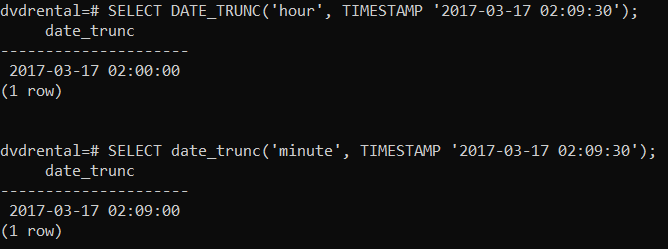 dvdrental=# SELECT DATE_TRUNC('hour', TIMESTAMP '2017-03-17 02:09:30');
     date_trunc
---------------------
 2017-03-17 02:00:00
(1 row)
dvdrental=# SELECT date_trunc('minute', TIMESTAMP '2017-03-17 02:09:30');
     date_trunc
---------------------
 2017-03-17 02:09:00
(1 row)